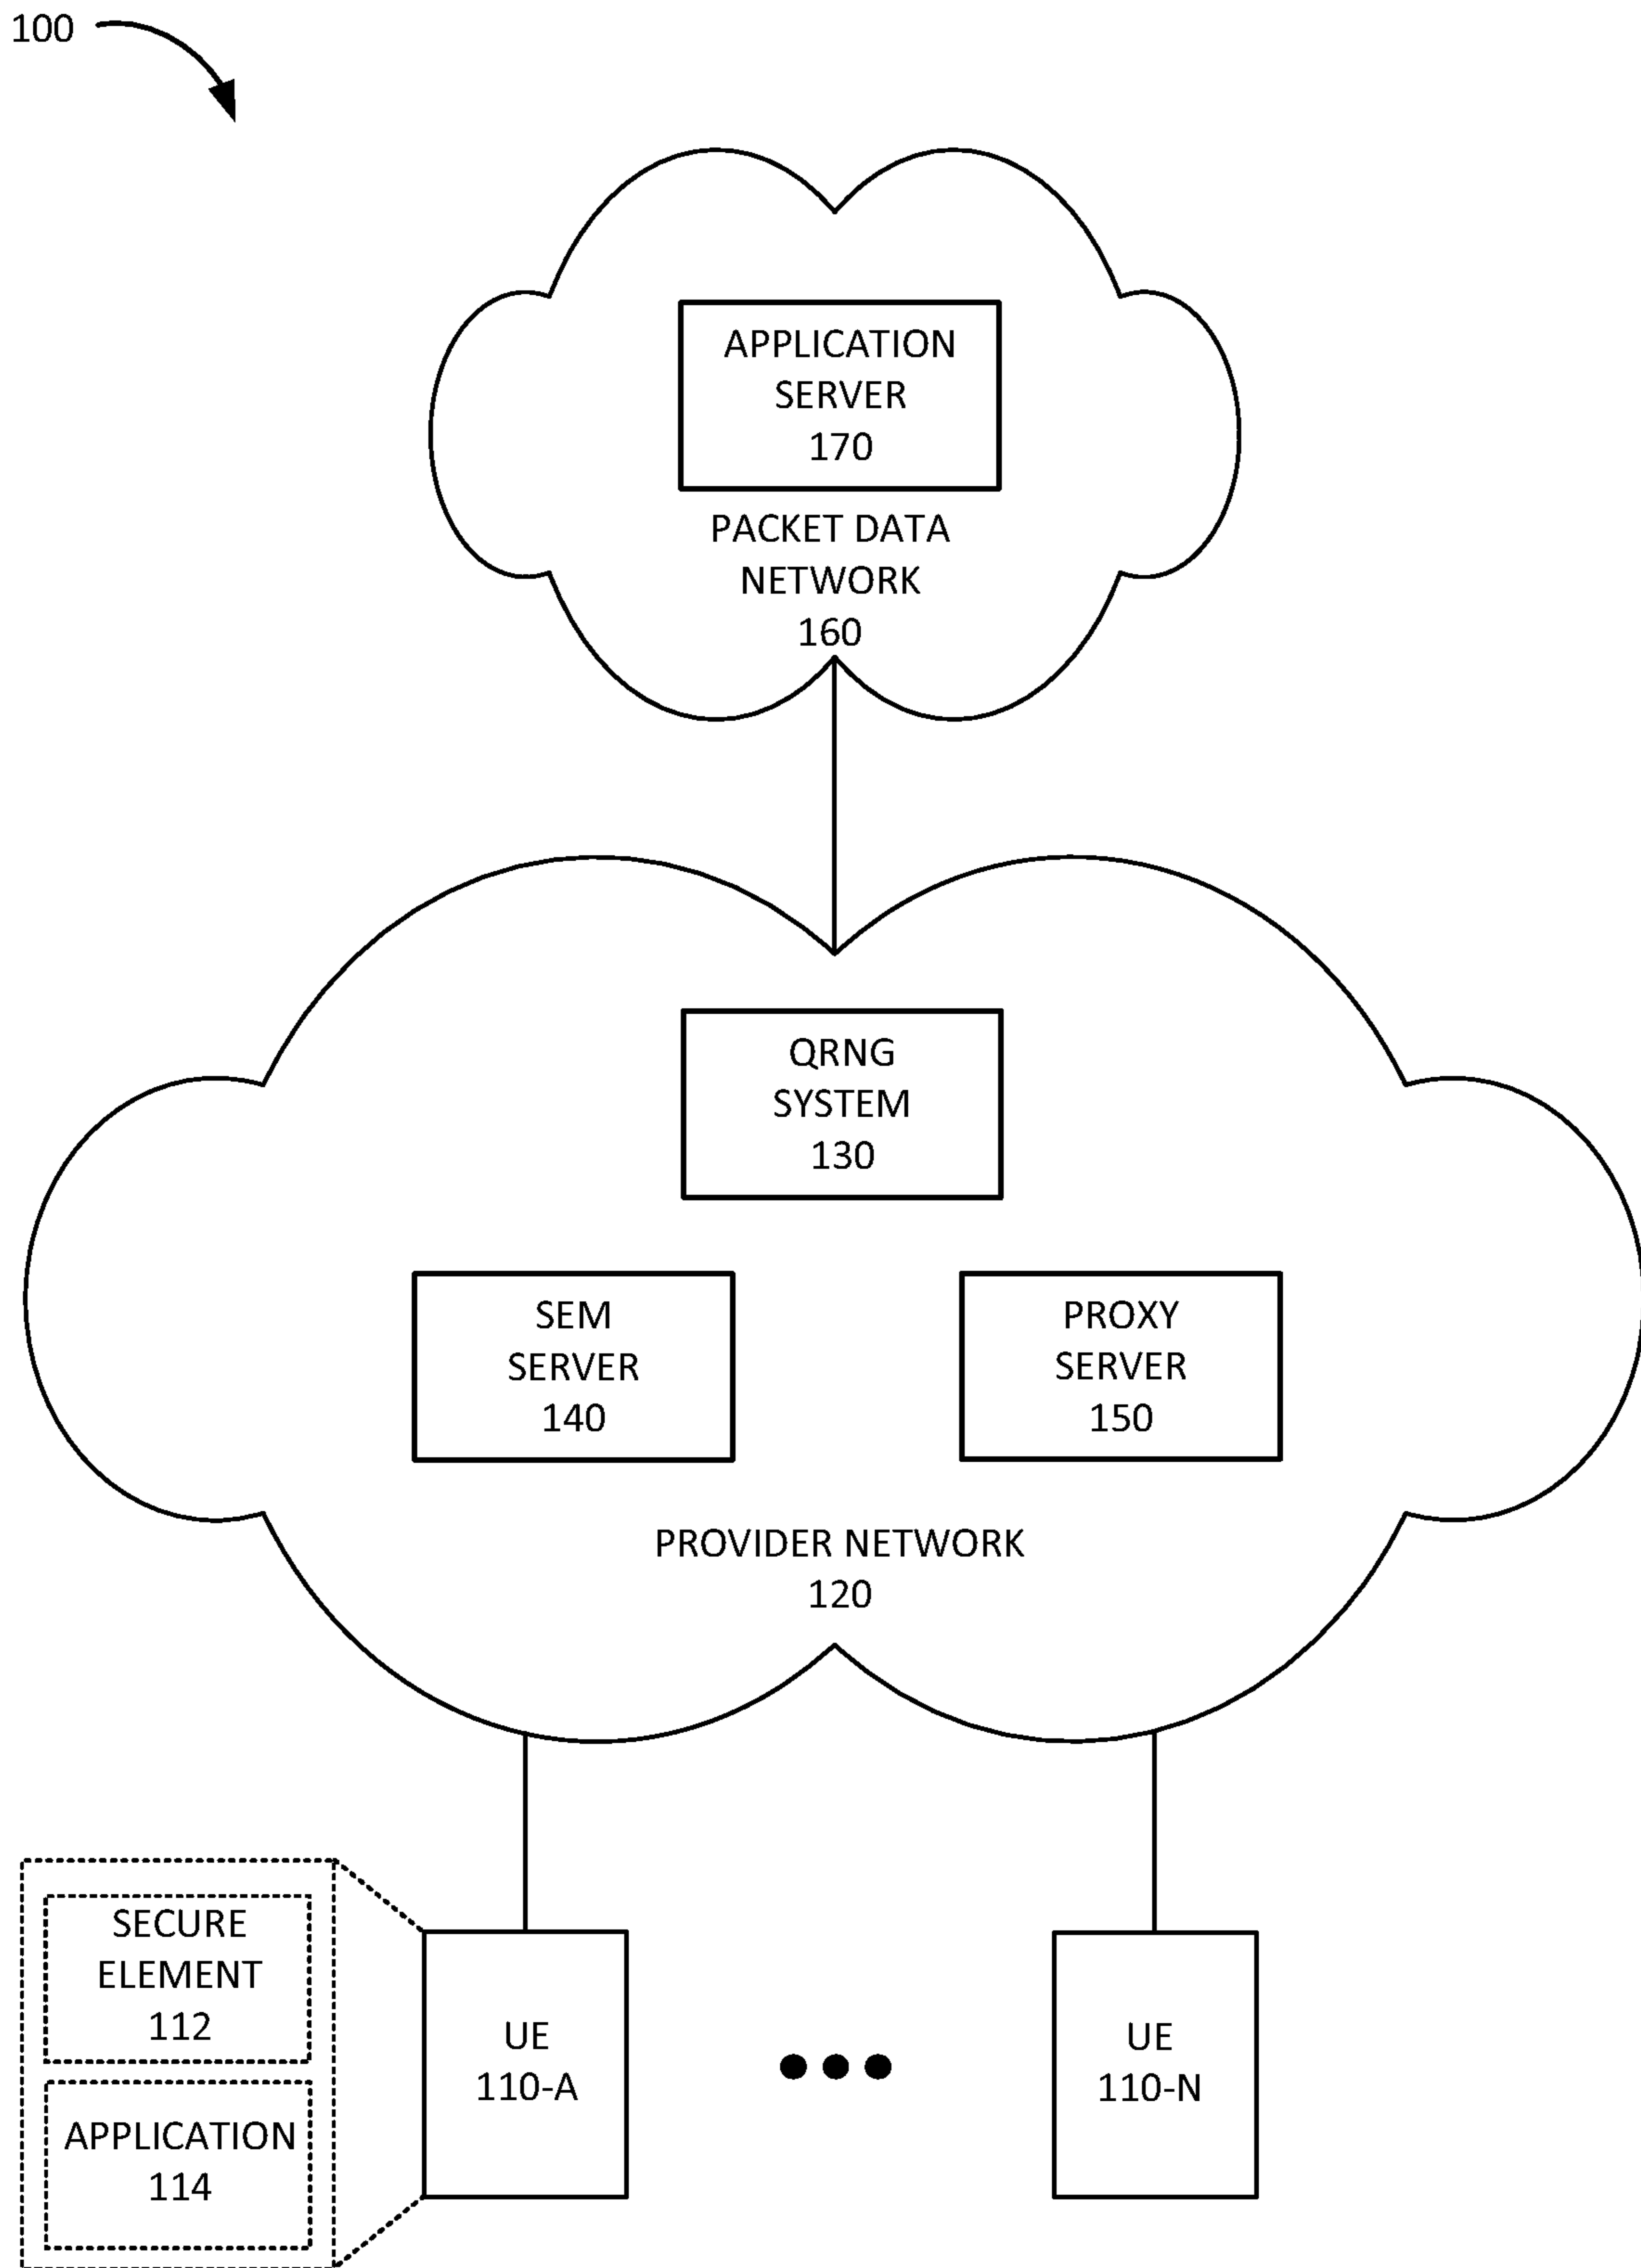 100
APPLICATION
SERVER
170
PACKET DATA
NETWORK
160
QRNG
SYSTEM
130
SEM
SERVER
140
PROXY
SERVER
150
PROVIDER NETWORK
120
SECURE
ELEMENT
112
APPLICATION
114
UE
110-A
UE
110-N